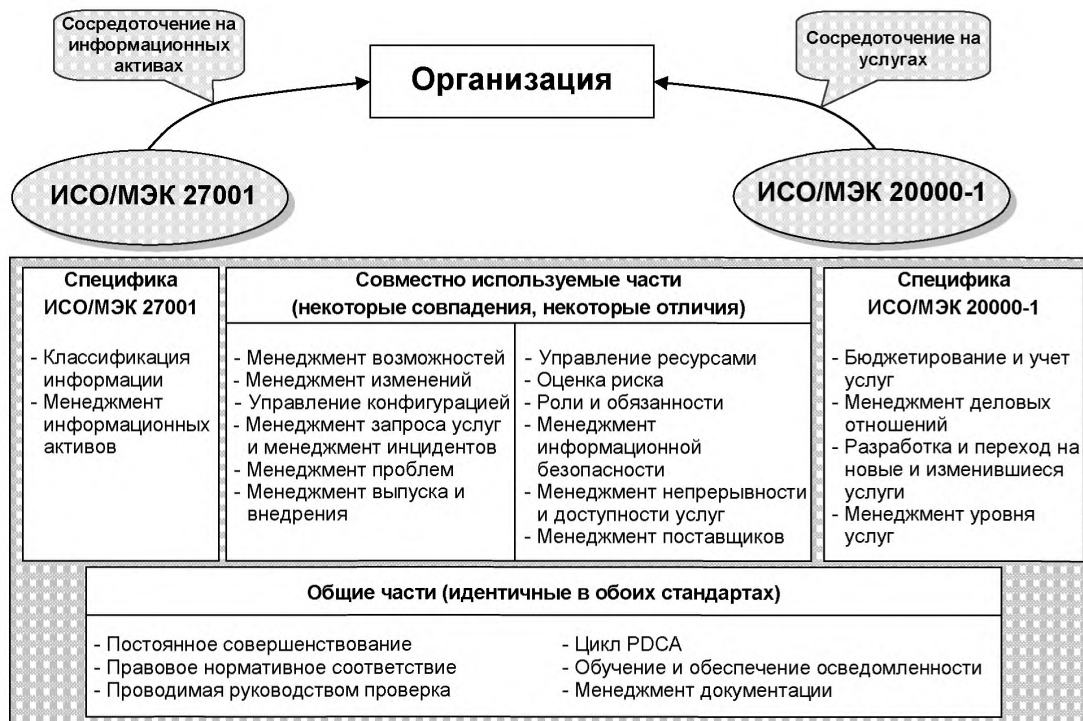 Сосредоточение на
информационных
активах
Организация
Сосредоточение на
услугах
ИСО/МЭК 27001
ИСО/МЭК 20000-1
Специфика
ИСО/МЭК 27001
- Классификация
информации
- Менеджмент
информационных
активов
Совместно используемые части
(некоторые совпадения, некоторые отличия)
- Менеджмент возможностей
- Менеджмент изменений
- Управление конфигурацией
- Менеджмент запроса услуг
и менеджмент инцидентов
- Менеджмент проблем
- Менеджмент выпуска и
внедрения
- Управление ресурсами
- Оценка риска
- Роли и обязанности
- Менеджмент
информационной
безопасности
- Менеджмент непрерывности
и доступности услуг
- Менеджмент поставщиков
Специфика
ИСО/МЭК 20000-1
- Бюджетирование и учет
услуг
- Менеджмент деловых
отношений
- Разработка и переход на
новые и изменившиеся
услуги
- Менеджмент уровня
услуг
Общие части (идентичные в обоих стандартах)
- Постоянное совершенствование
- Правовое нормативное соответствие
- Проводимая руководством проверка
- Цикл PDCA
- Обучение и обеспечение осведомленности
- Менеджмент документации